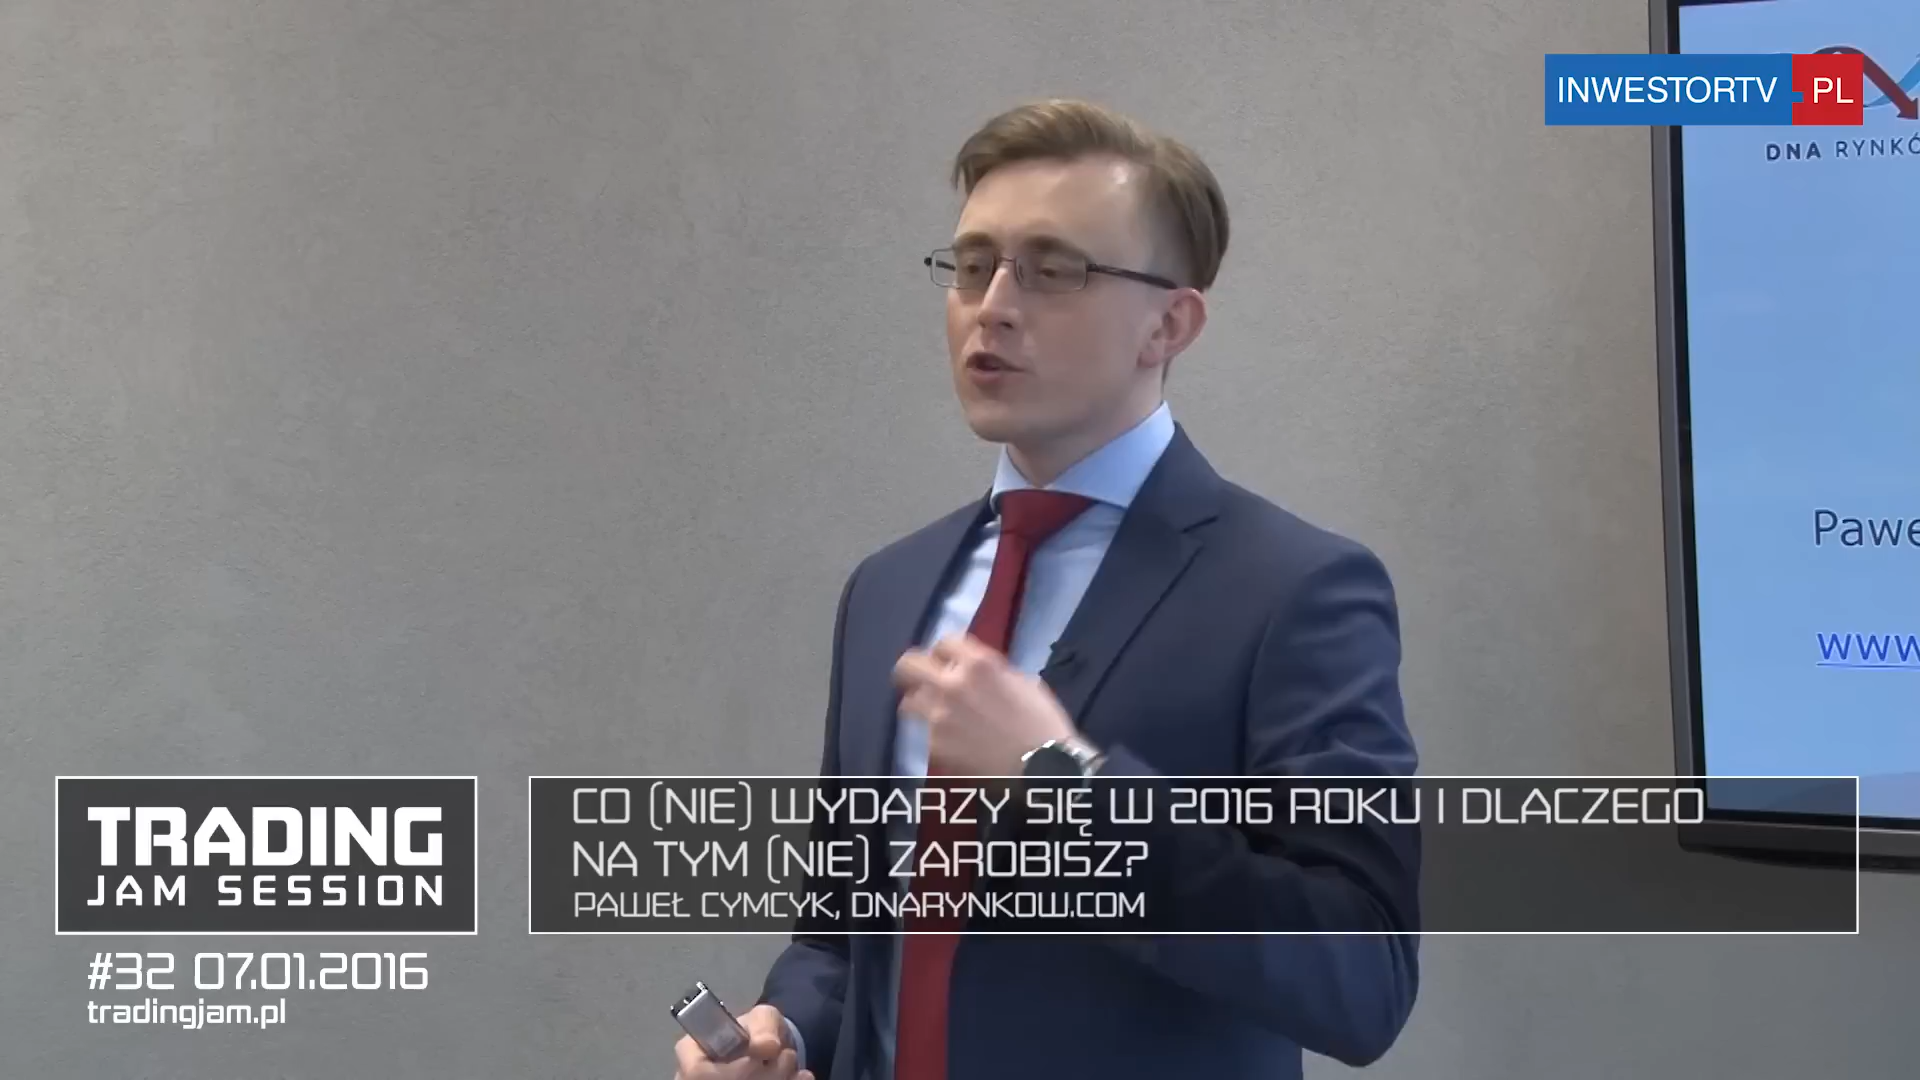 INWESTORTV.PL
DNA RYNKÓ
Pawe
www
TRADING
JAM SESSION
#32 07.01.2016
tradingjam.pl
CO (NIE) WYDARZY SIĘ W 2016 ROKU I DLACZEGO
NA TYM (NIE) ZAROBISZ?
PAWEŁ CYMCYK, DNARYNKOW.COM